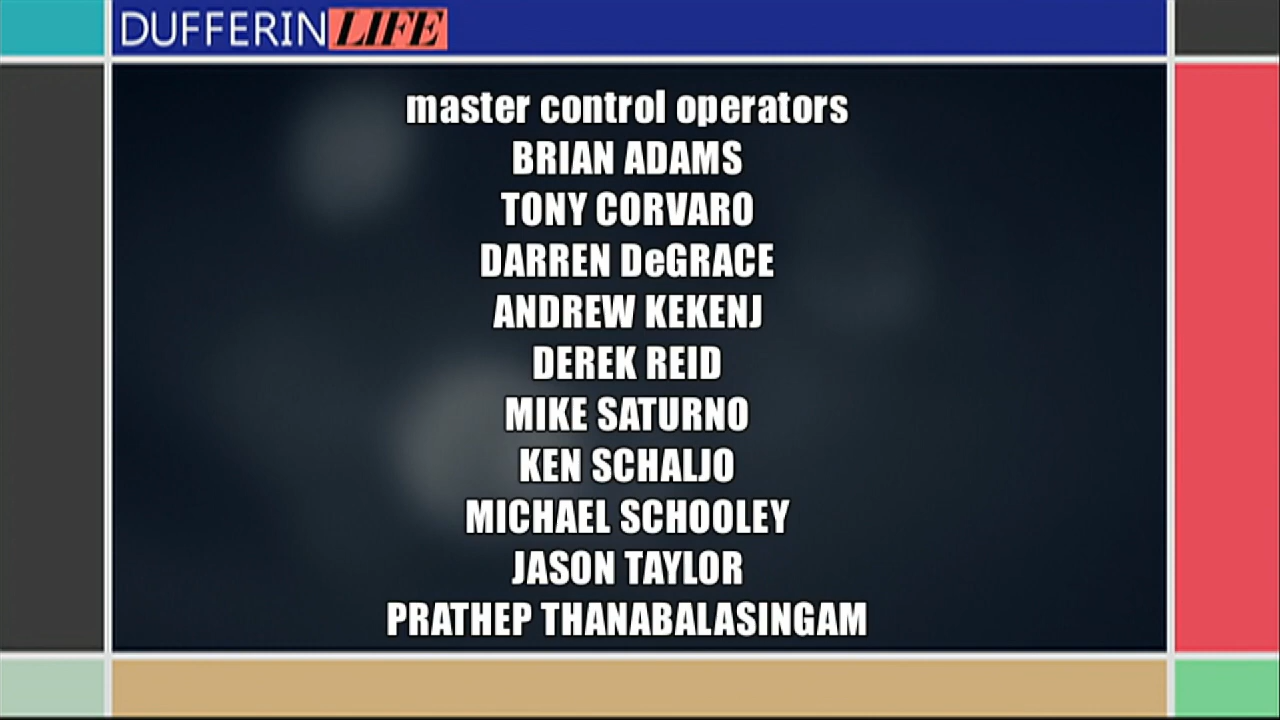 DUFFERIN LIFE
master control operators
BRIAN ADAMS
TONY CORVARO
DARREN DeGRACE
ANDREW KEKENJ
DEREK REID
MIKE SATURNO
KEN SCHALJO
MICHAEL SCHOOLEY
JASON TAYLOR
PRATHEP THANABALASINGAM